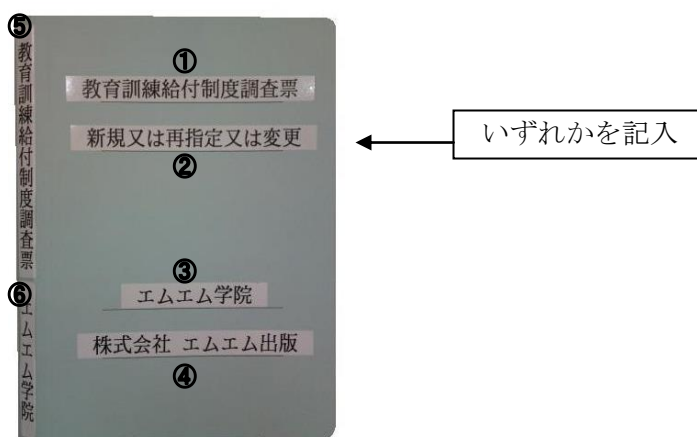 ⑤
教育訓練給付制度調査票
①
教育訓練給付制度調査票
新規又は再指定又は変更
②
いずれかを記入
③
エムエム学院
株式会社 エムエム出版
④
⑥
エムエム学院